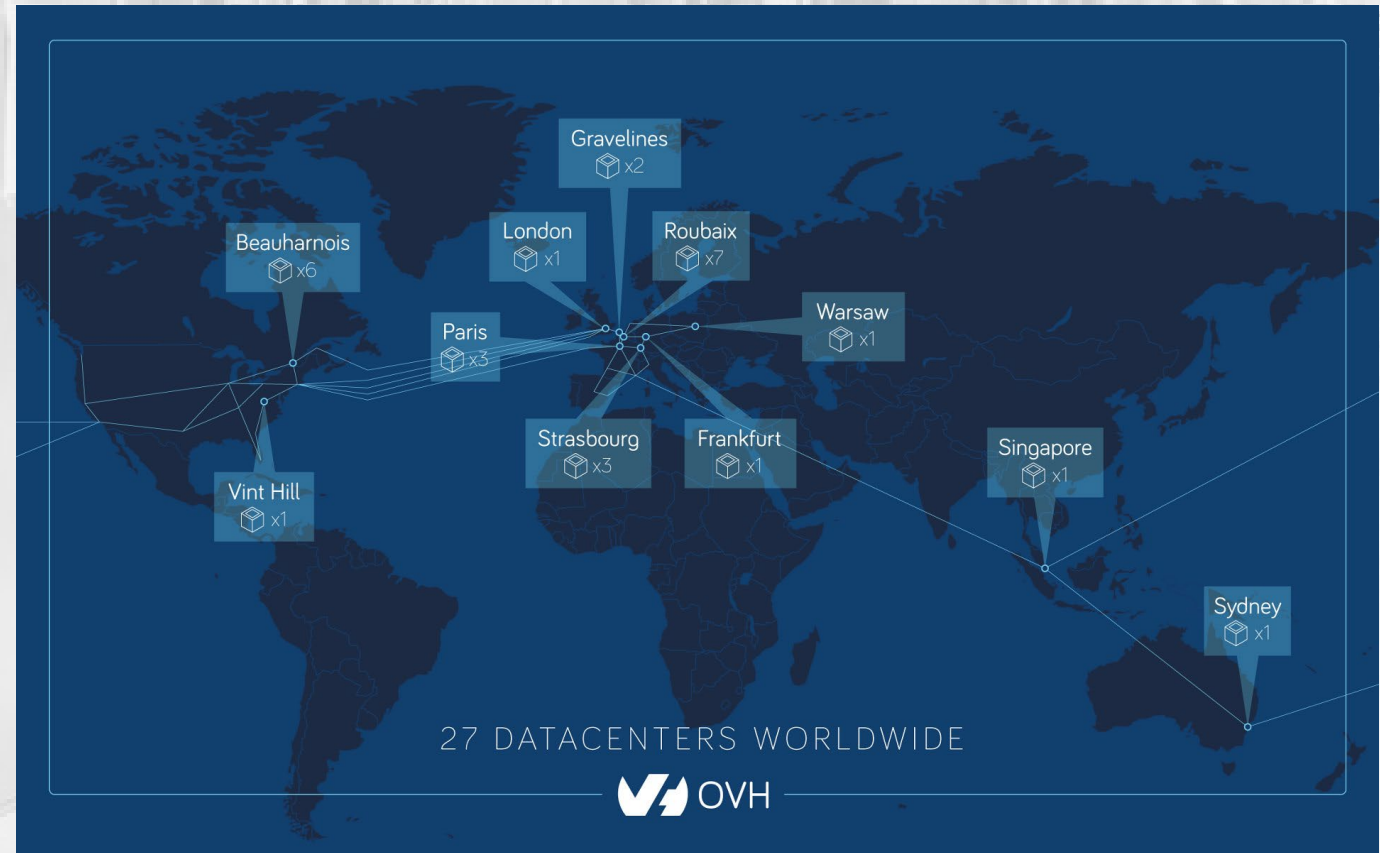 Gravelines
x2
London
x1
Roubaix
x7
Beauharnois
x6
Paris
x3
Warsaw
x1
Strasbourg
x3
Frankfurt
x1
Singapore
x1
Vint Hill
x1
Sydney
x1
27 DATACENTERS WORLDWIDE
OVH